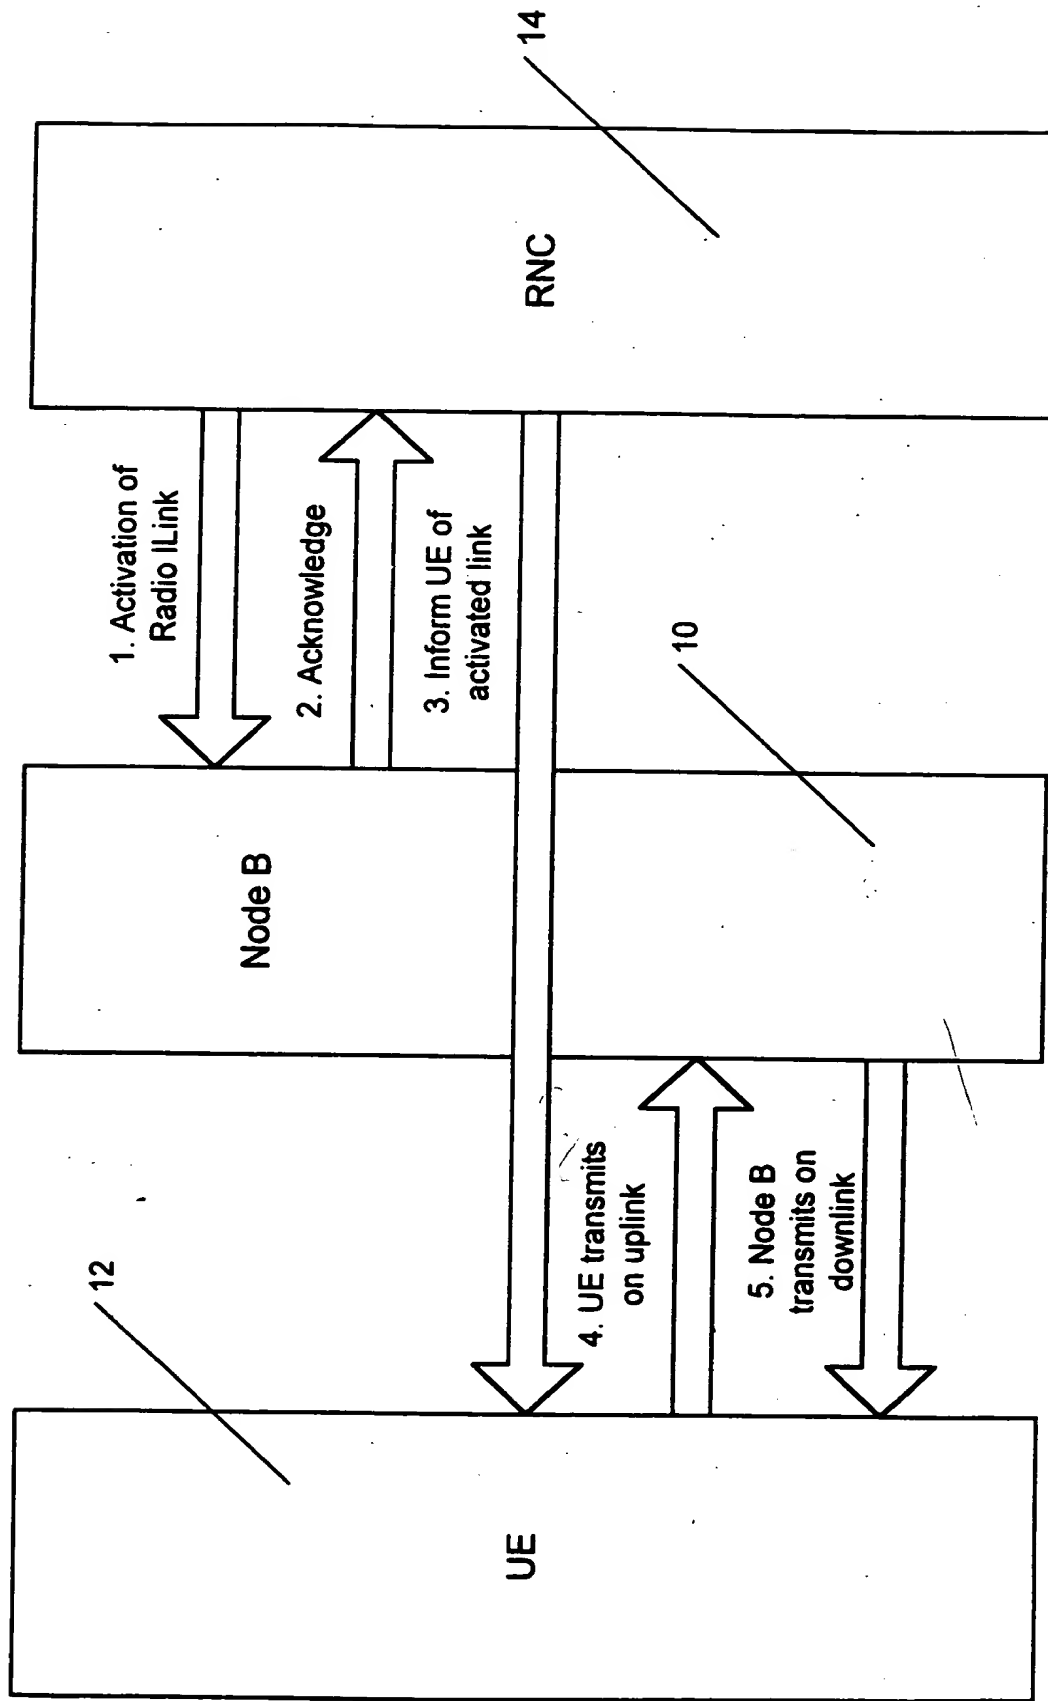 UE
12
Node B
10
RNC
14
1. Activation of
Radio ILink
2. Acknowledge
3. Inform UE of
activated link
4. UE transmits
on uplink
5. Node B
transmits on
downlink